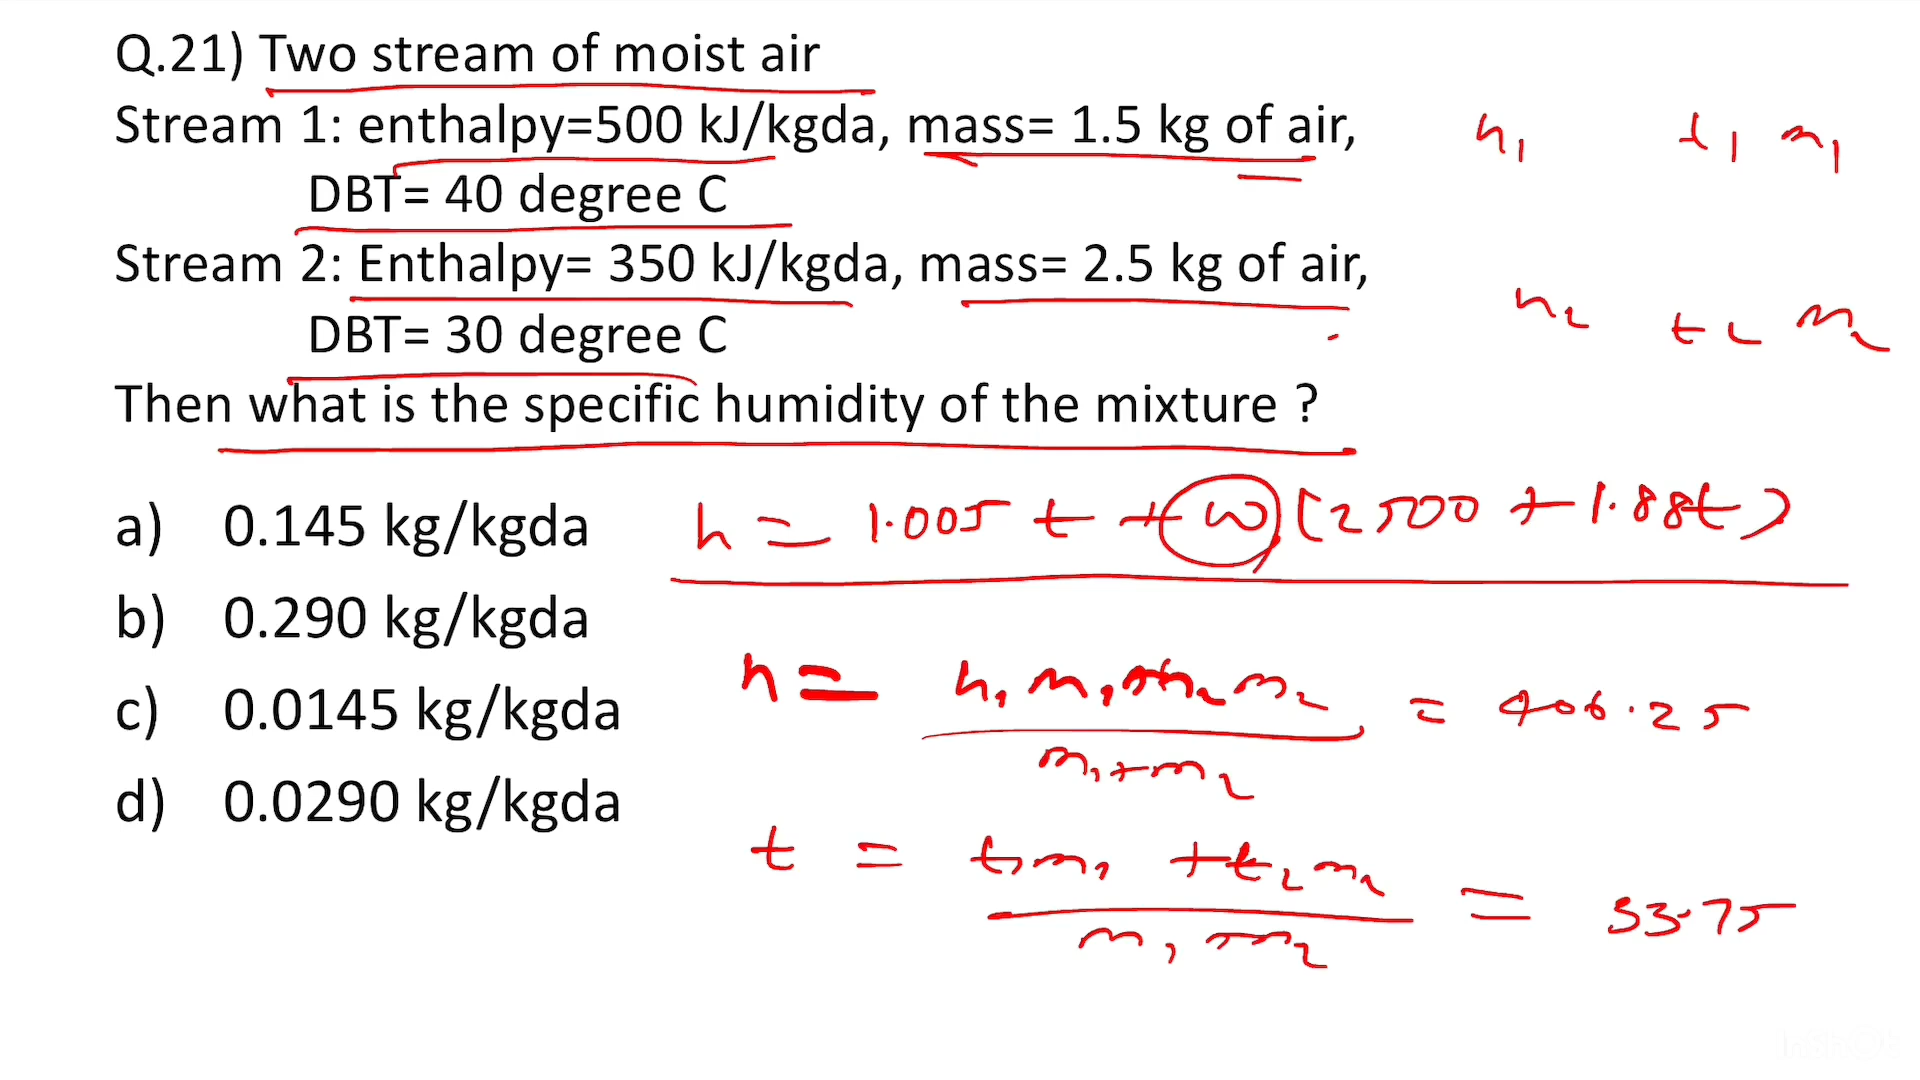 Q.21) Two stream of moist air
Stream 1: enthalpy=500 kJ/kgda, mass= 1.5 kg of air,
DBT= 40 degree C
h₁ t₁ m₁
Stream 2: Enthalpy= 350 kJ/kgda, mass= 2.5 kg of air,
DBT= 30 degree C
h₂ t₂ m₂
Then what is the specific humidity of the mixture ?
a) 0.145 kg/kgda
h = 1.005 t + ω (2500 + 1.88t)
b) 0.290 kg/kgda
c) 0.0145 kg/kgda
h = h₁m₁+h₂m₂ = 406.25
m₁+m₂
d) 0.0290 kg/kgda
t = t₁m₁ + t₂m₂ = 33.75
m₁ m₂